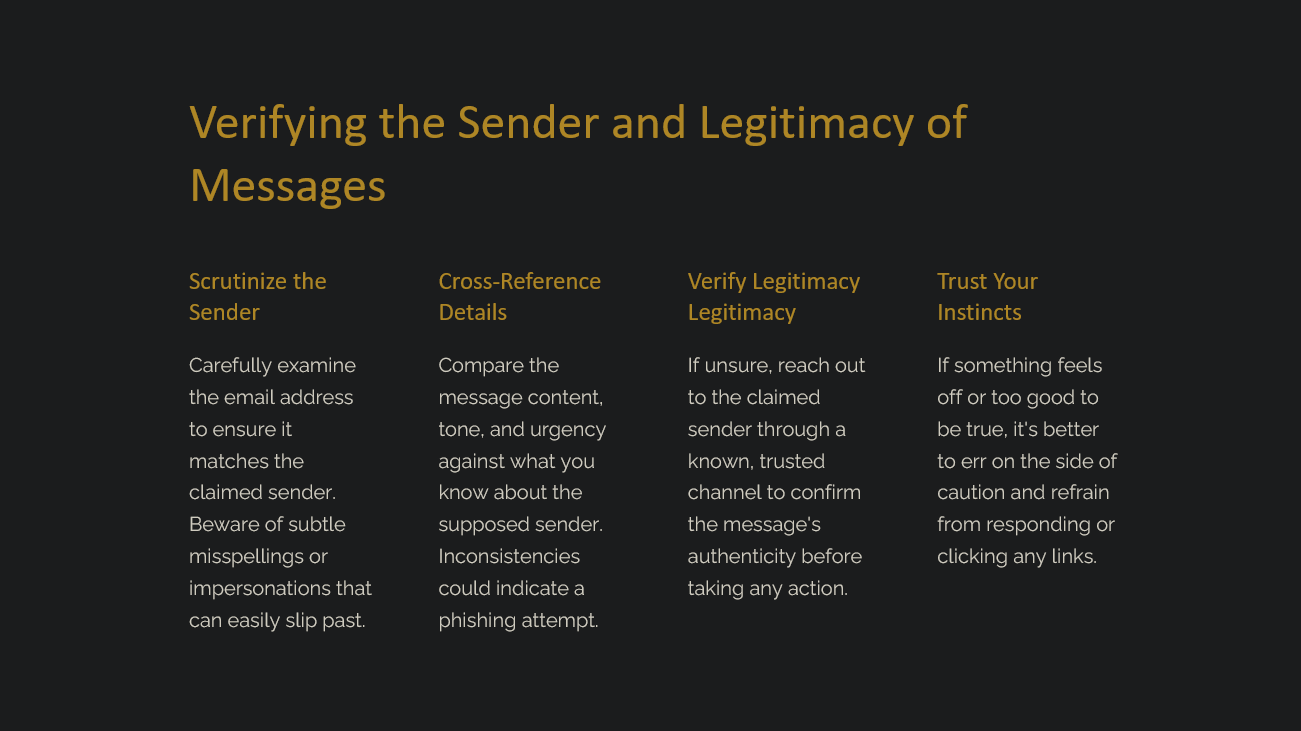 Verifying the Sender and Legitimacy of
Messages
Scrutinize the
Sender
Carefully examine
the email address
to ensure it
matches the
claimed sender.
Beware of subtle
misspellings or
impersonations that
can easily slip past.
Cross-Reference
Details
Compare the
message content,
tone, and urgency
against what you
know about the
supposed sender.
Inconsistencies
could indicate a
phishing attempt.
Verify Legitimacy
Legitimacy
If unsure, reach out
to the claimed
sender through a
known, trusted
channel to confirm
the message's
authenticity before
taking any action.
Trust Your
Instincts
If something feels
off or too good to
be true, it's better
to err on the side of
caution and refrain
from responding or
clicking any links.